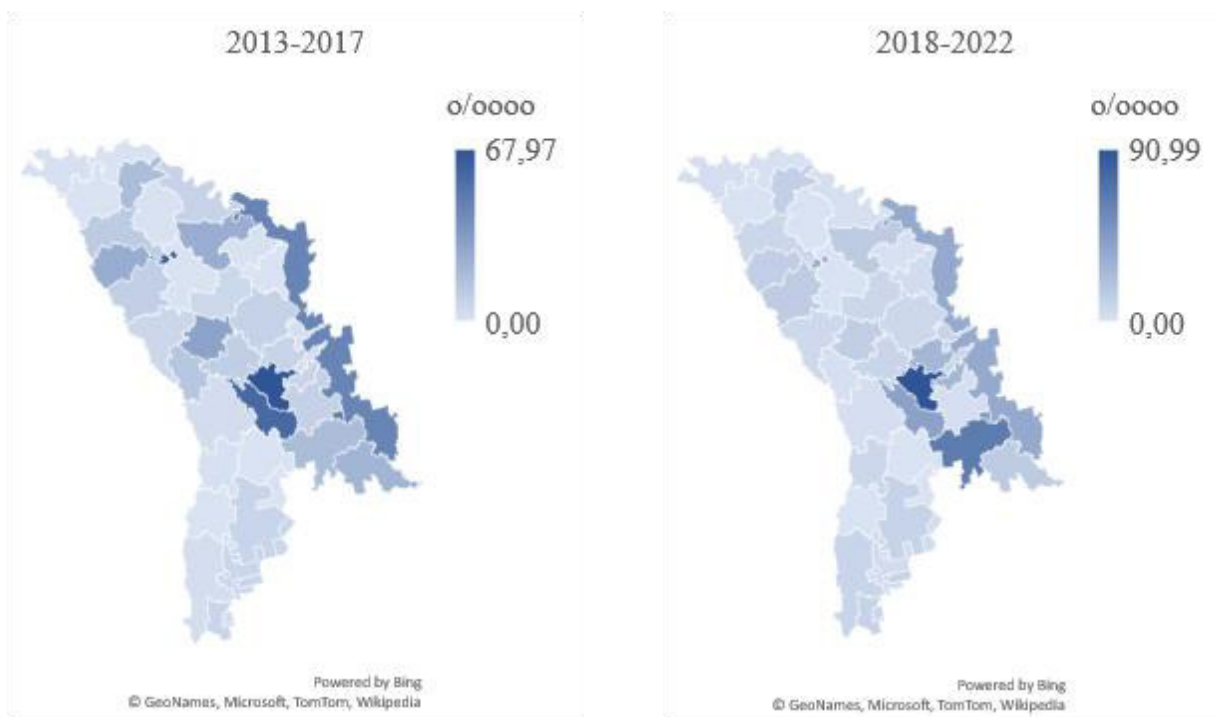 2013-2017
o/oooo
67,97
0,00
Powered by Bing
© GeoNames, Microsoft, TomTom, Wikipedia
2018-2022
o/oooo
90,99
0,00
Powered by Bing
© GeoNames, Microsoft, TomTom, Wikipedia